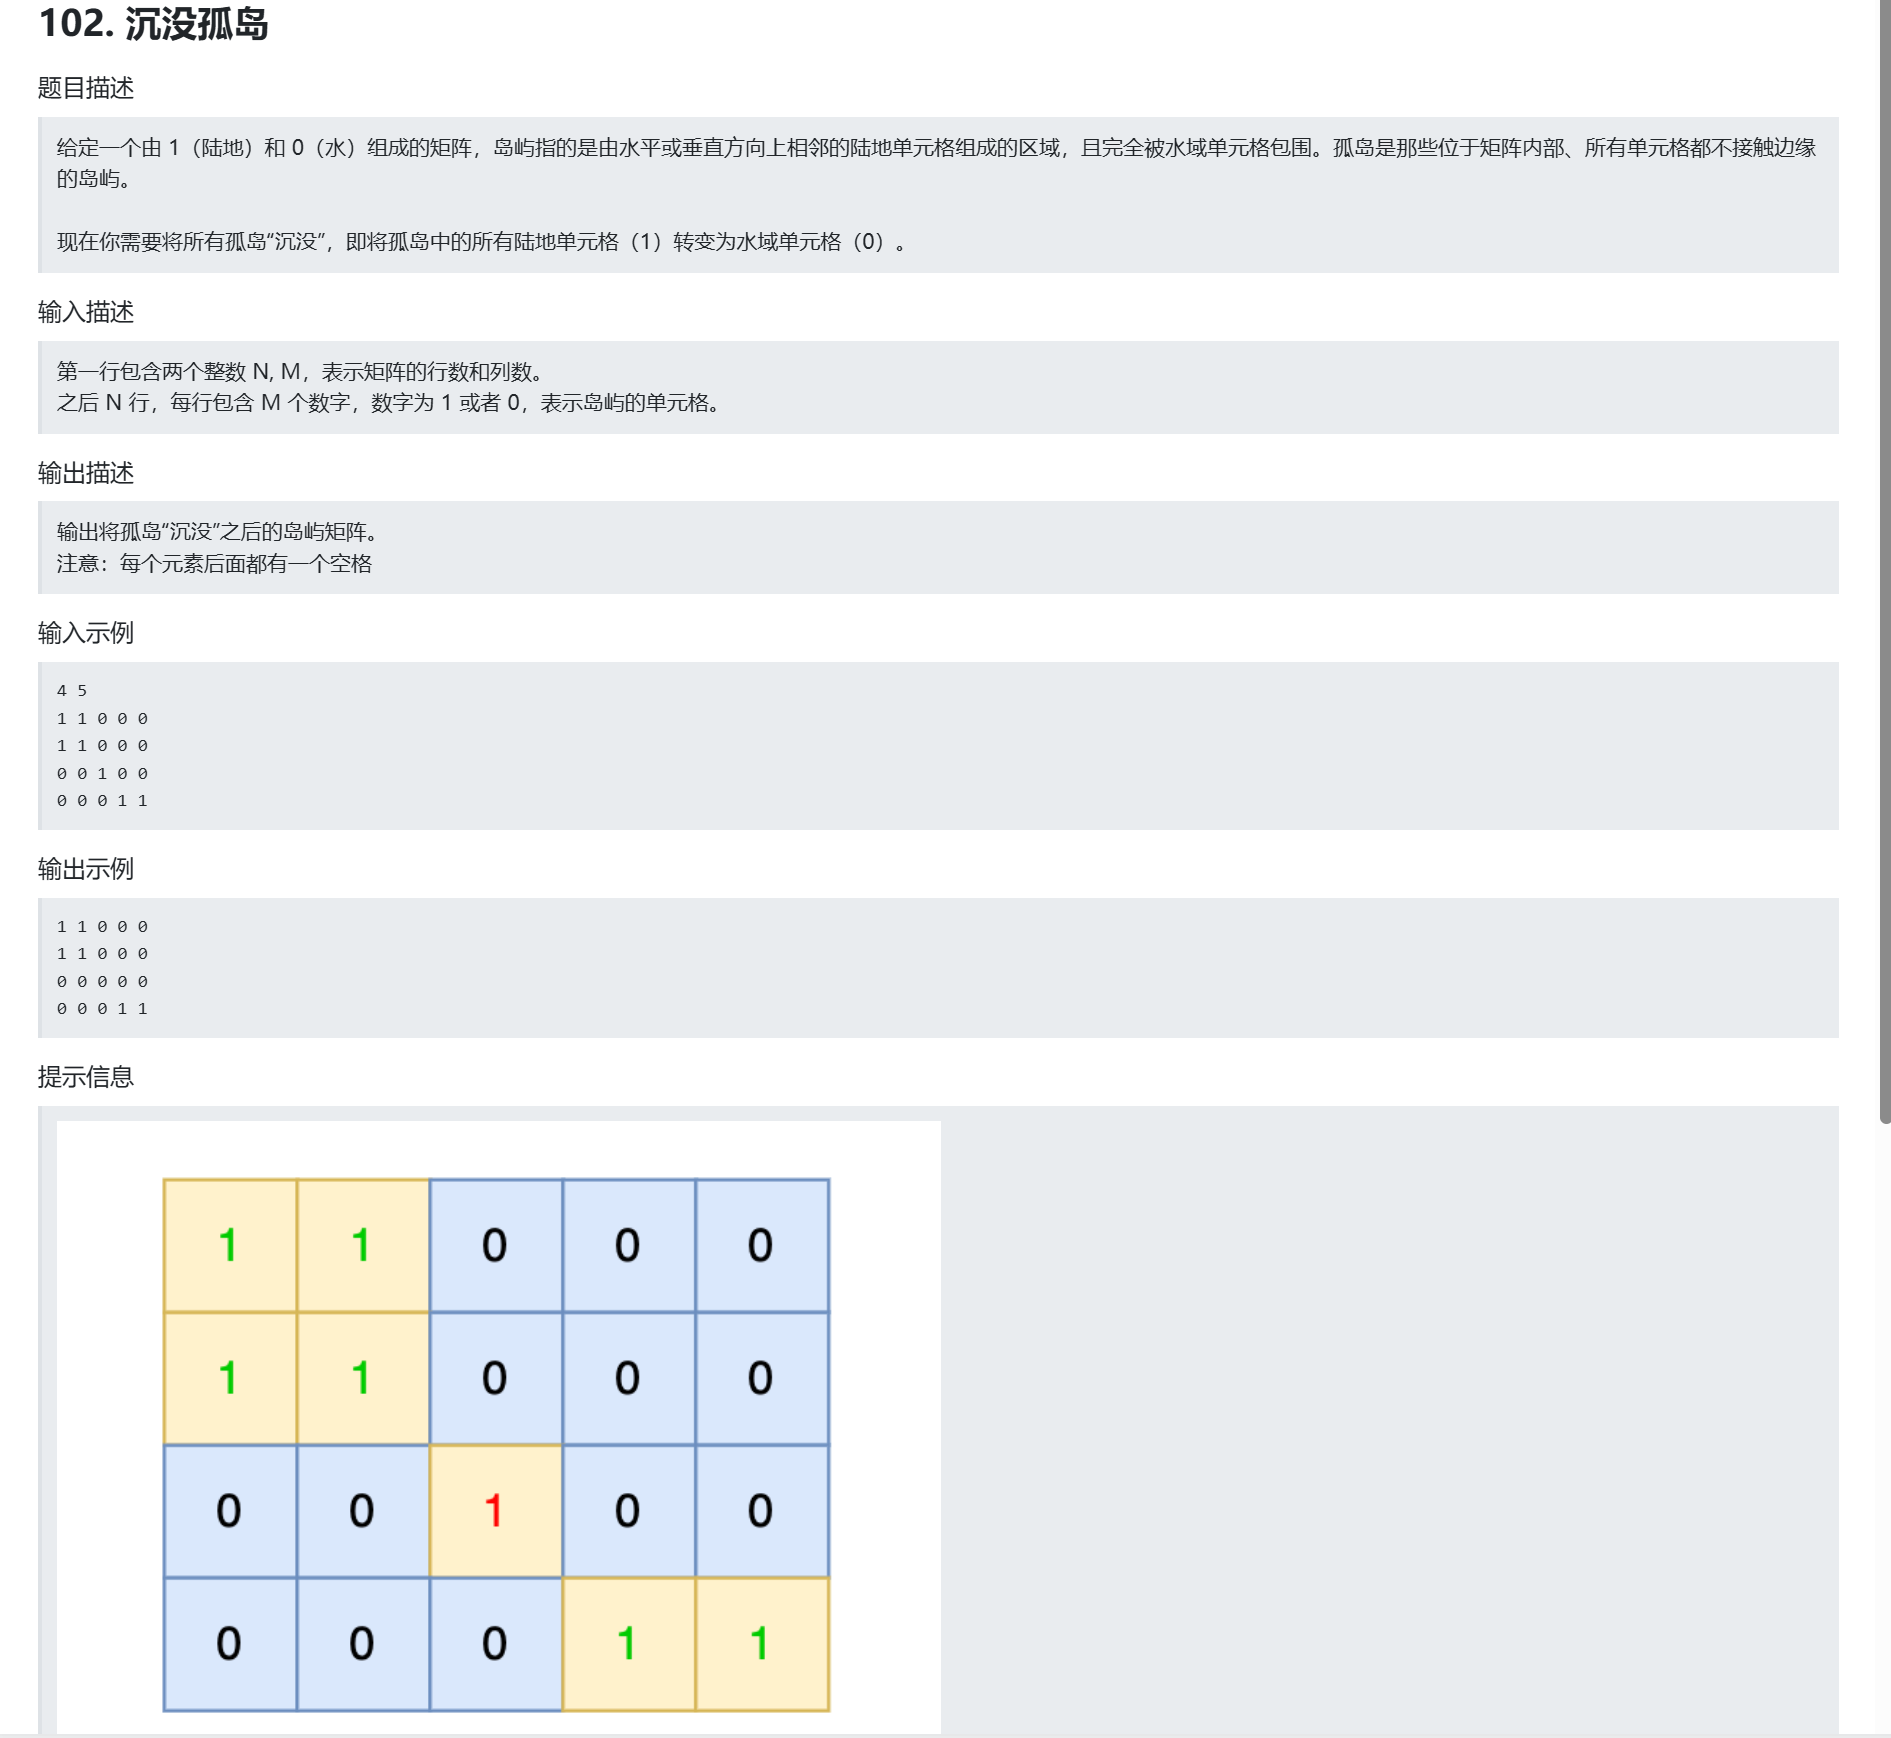 102. 沉没孤岛
题目描述
给定一个由 1（陆地）和 0（水）组成的矩阵，岛屿指的是由水平或垂直方向上相邻的陆地单元格组成的区域，且完全被水域单元格包围。孤岛是那些位于矩阵内部、所有单元格都不接触边缘
的岛屿。
现在你需要将所有孤岛“沉没”，即将孤岛中的所有陆地单元格（1）转变为水域单元格（0）。
输入描述
第一行包含两个整数 N, M，表示矩阵的行数和列数。
之后 N 行，每行包含 M 个数字，数字为 1 或者 0，表示岛屿的单元格。
输出描述
输出将孤岛“沉没”之后的岛屿矩阵。
注意：每个元素后面都有一个空格
输入示例
4 5
1 1 0 0 0
1 1 0 0 0
0 0 1 0 0
0 0 0 1 1
输出示例
1 1 0 0 0
1 1 0 0 0
0 0 0 0 0
0 0 0 1 1
提示信息
1 1 0 0 0
1 1 0 0 0
0 0 1 0 0
0 0 0 1 1